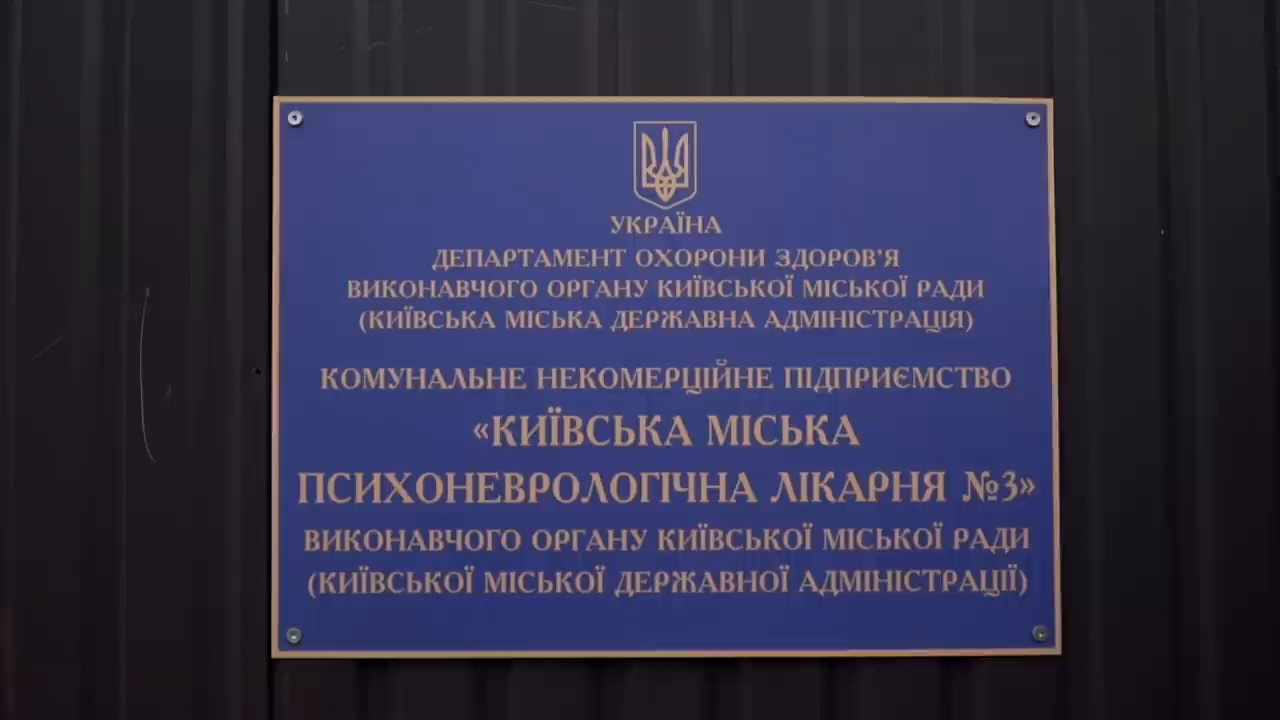 УКРАЇНА
ДЕПАРТАМЕНТ ОХОРОНИ ЗДОРОВ'Я
ВИКОНАВЧОГО ОРГАНУ КИЇВСЬКОЇ МІСЬКОЇ РАДИ
(КИЇВСЬКА МІСЬКА ДЕРЖАВНА АДМІНІСТРАЦІЯ)
КОМУНАЛЬНЕ НЕКОМЕРЦІЙНЕ ПІДПРИЄМСТВО
«КИЇВСЬКА МІСЬКА
ПСИХОНЕВРОЛОГІЧНА ЛІКАРНЯ №3»
ВИКОНАВЧОГО ОРГАНУ КИЇВСЬКОЇ МІСЬКОЇ РАДИ
(КИЇВСЬКОЇ МІСЬКОЇ ДЕРЖАВНОЇ АДМІНІСТРАЦІЇ)